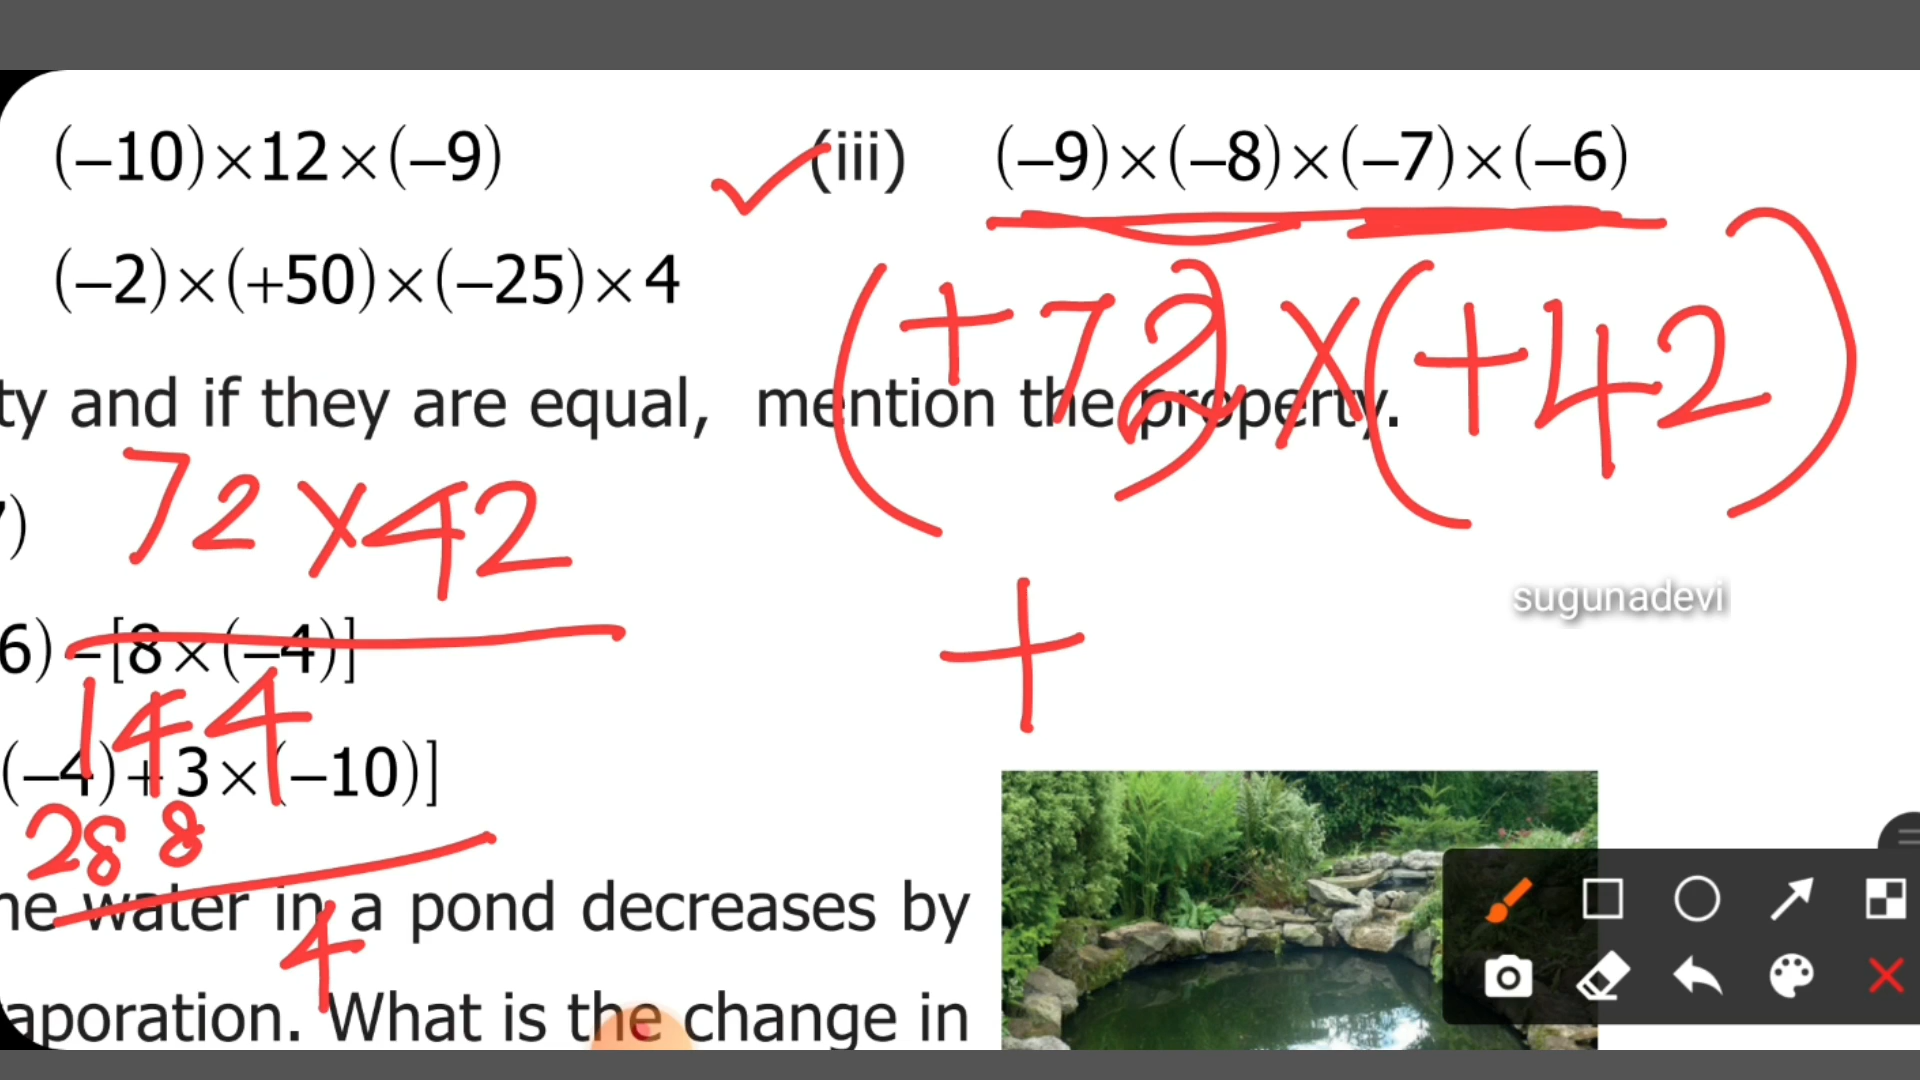 (–10)×12×(–9) (iii) (–9)×(–8)×(–7)×(–6)
(–2)×(+50)×(–25)×4
(+72)×(+42)
ty and if they are equal, mention the property.
72×42
)
sugunadevi
+
6) –[8×(–4)]
144
(–4)+3×(–10)]
288
he water in a pond decreases by
4
aporation. What is the change in